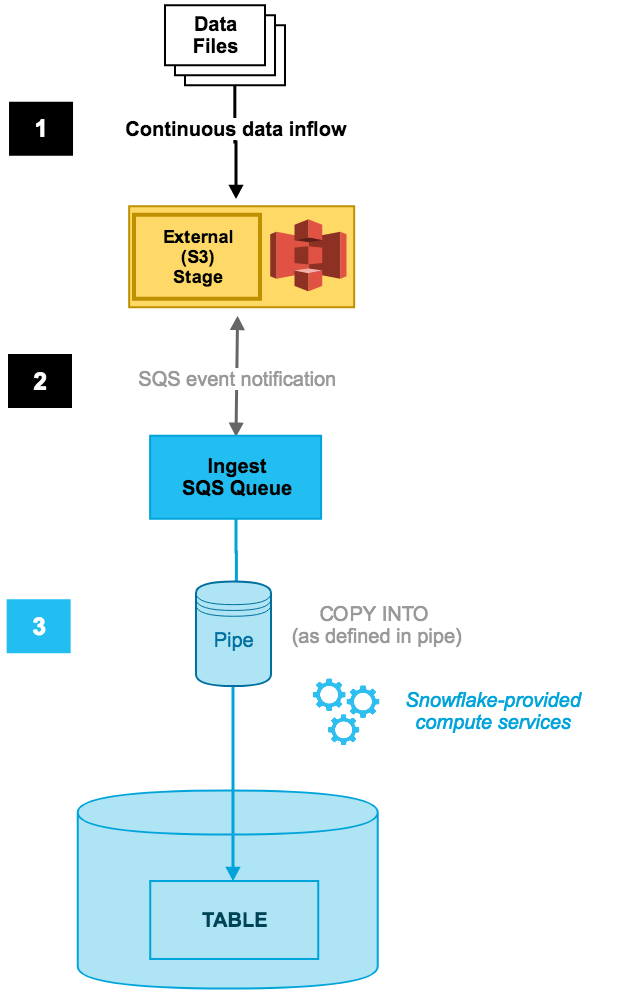 Data
Files
1
Continuous data inflow
External
(S3)
Stage
2
SQS event notification
Ingest
SQS Queue
3
Pipe
COPY INTO
(as defined in pipe)
Snowflake-provided
compute services
TABLE